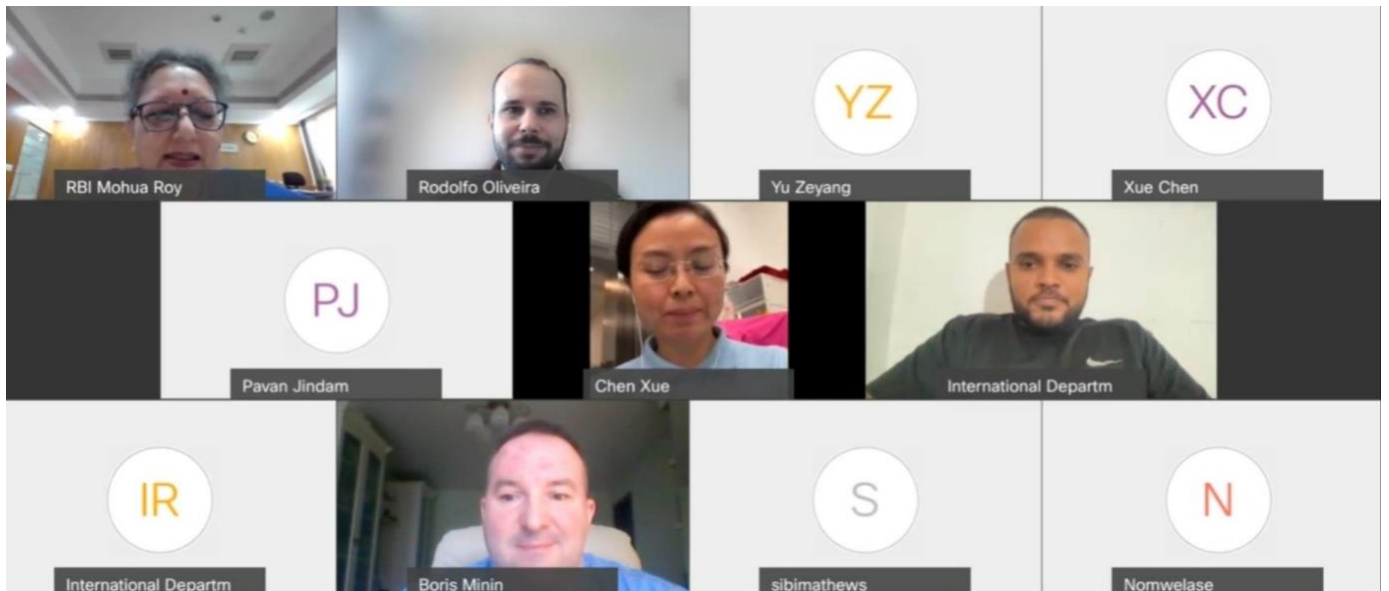 RBI Mohua Roy
Rodolfo Oliveira
YZ
Yu Zeyang
XC
Xue Chen
PJ
Pavan Jindam
Chen Xue
International Departm
IR
International Departm
Boris Minin
S
sibimathews
N
Nomwelase